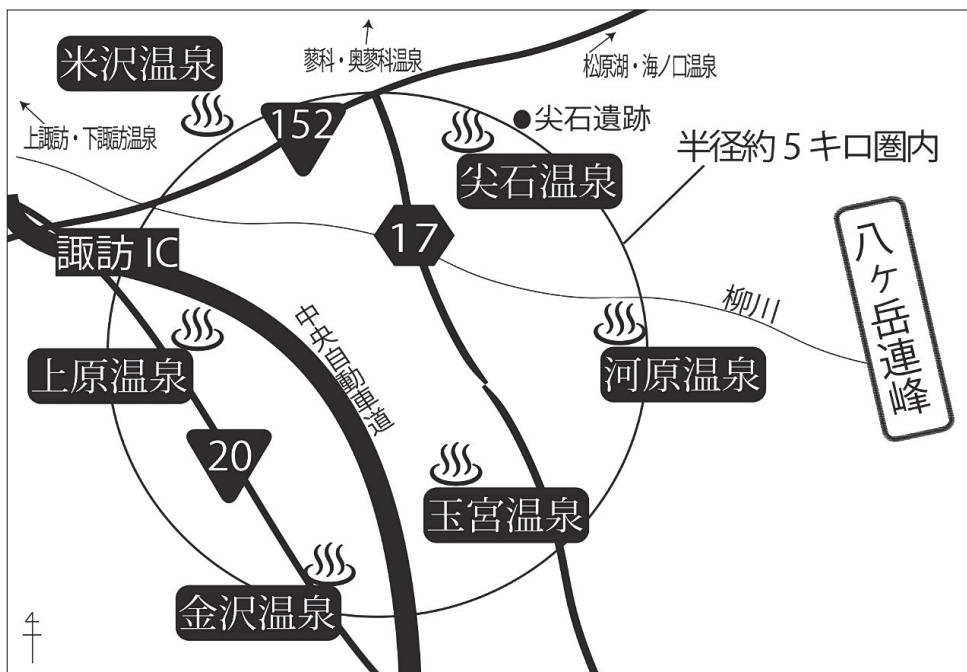 米沢温泉
蓼科・奥蓼科温泉
松原湖・海ノ口温泉
152
尖石遺跡
上諏訪・下諏訪温泉
半径約5キロ圏内
尖石温泉
17
諏訪IC
八ヶ岳連峰
柳川
中央自動車道
上原温泉
河原温泉
20
玉宮温泉
金沢温泉